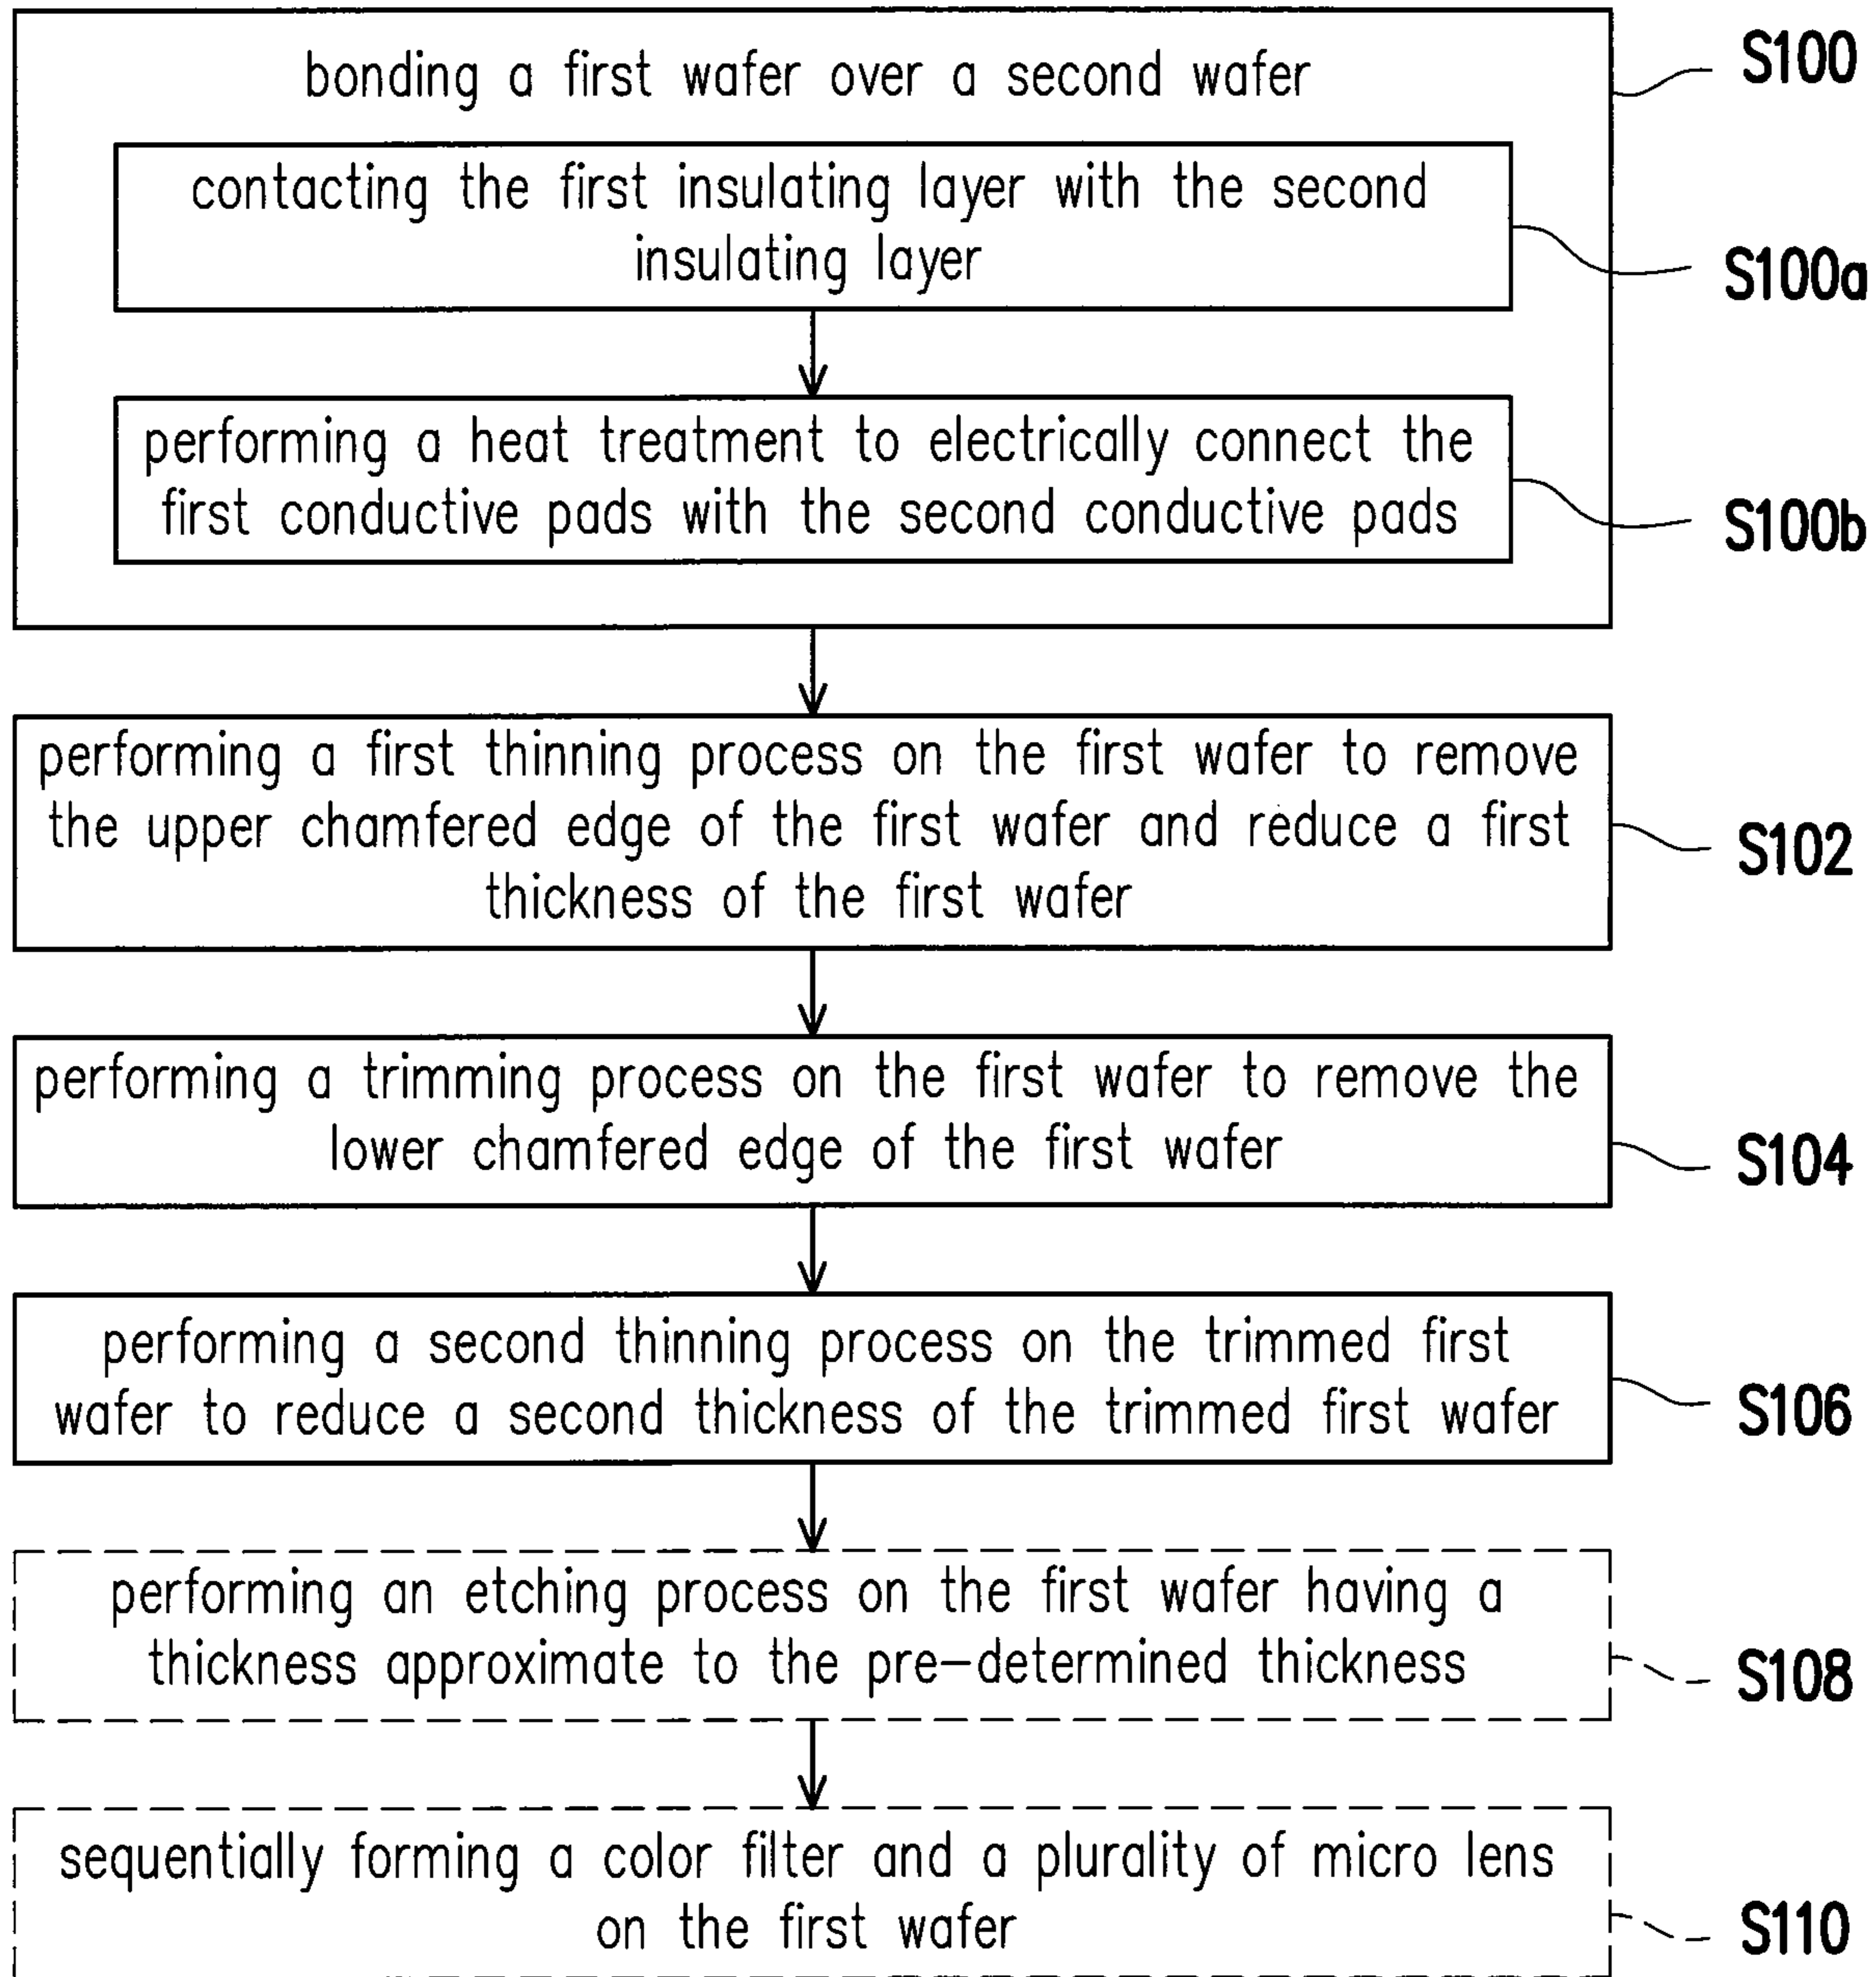 bonding a first wafer over a second wafer
S100
contacting the first insulating layer with the second
insulating layer
S100a
performing a heat treatment to electrically connect the
first conductive pads with the second conductive pads
S100b
performing a first thinning process on the first wafer to remove
the upper chamfered edge of the first wafer and reduce a first
thickness of the first wafer
S102
performing a trimming process on the first wafer to remove the
lower chamfered edge of the first wafer
S104
performing a second thinning process on the trimmed first
wafer to reduce a second thickness of the trimmed first wafer
S106
performing an etching process on the first wafer having a
thickness approximate to the pre-determined thickness
S108
sequentially forming a color filter and a plurality of micro lens
on the first wafer
S110